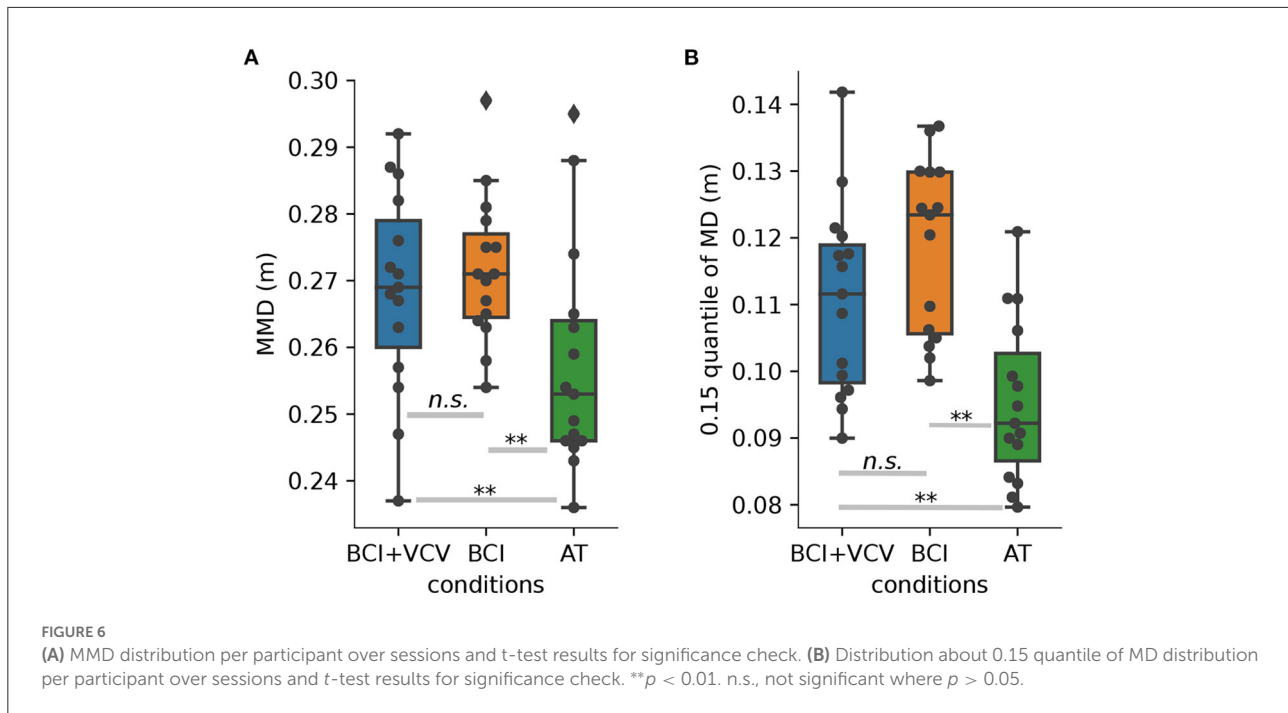 A
MMD (m)
0.30
0.29
0.28
0.27
0.26
0.25
0.24
n.s.
**
**
BCI+VCV BCI AT
conditions
B
0.15 quantile of MD (m)
0.14
0.13
0.12
0.11
0.10
0.09
0.08
**
n.s.
**
BCI+VCV BCI AT
conditions
FIGURE 6
(A) MMD distribution per participant over sessions and t-test results for significance check. (B) Distribution about 0.15 quantile of MD distribution
per participant over sessions and t-test results for significance check. **p < 0.01. n.s., not significant where p > 0.05.